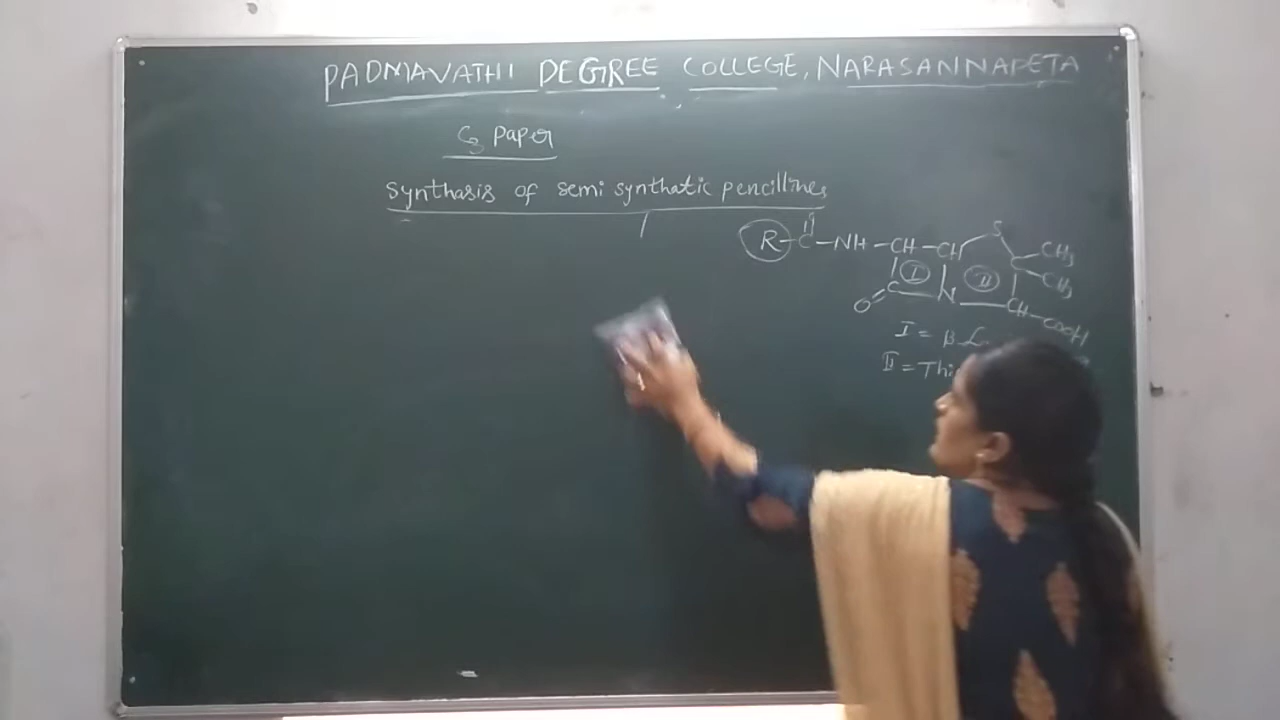 PADMAVATHI DEGREE COLLEGE, NARASANNAPETA
C3 Paper
Synthasis of semi synthatic pencillines
R-C-NH-CH-CH S
O
I II C CH3
CH3
O=C N CH-COOH
I = β-L
II = Thi